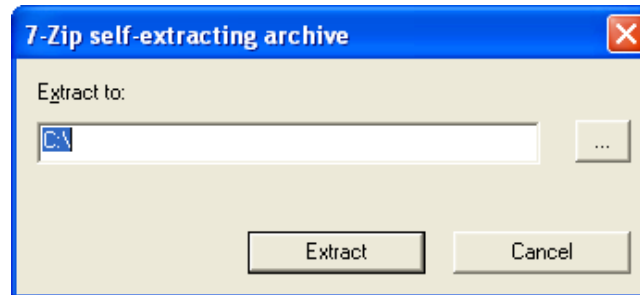 7-Zip self-extracting archive
Extract to:
C:\
...
Extract
Cancel